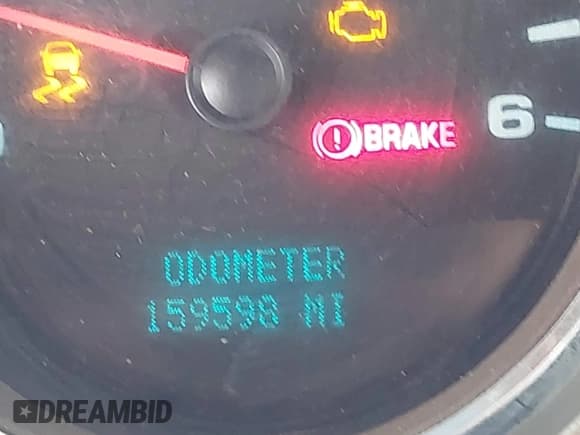 BRAKE
6
ODOMETER
159598 MI
DREAMBID